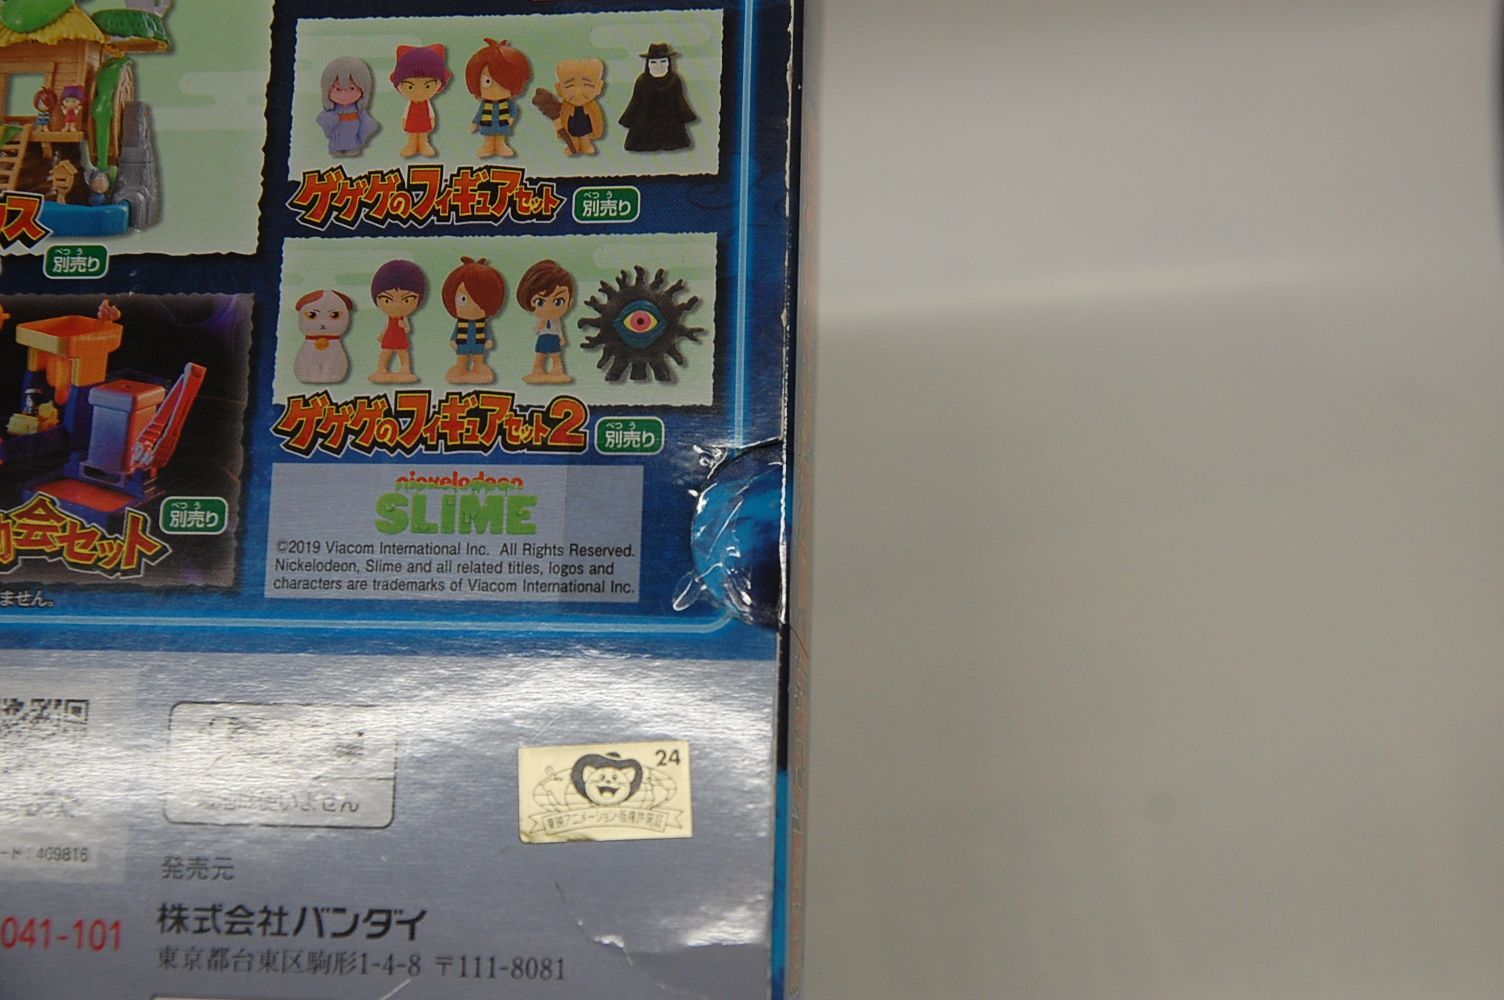 ゲゲゲのフィギュアセット
べつう
別売り
ス
べつう
別売り
ゲゲゲのフィギュアセット2
べつう
別売り
会セット
べつう
別売り
ません。
nickelodeon
SLIME
©2019 Viacom International Inc. All Rights Reserved.
Nickelodeon, Slime and all related titles, logos and
characters are trademarks of Viacom International Inc.
使いません
ード:409816
24
東映アニメーション・版権許諾証
発売元
株式会社バンダイ
041-101
東京都台東区駒形1-4-8 〒111-8081